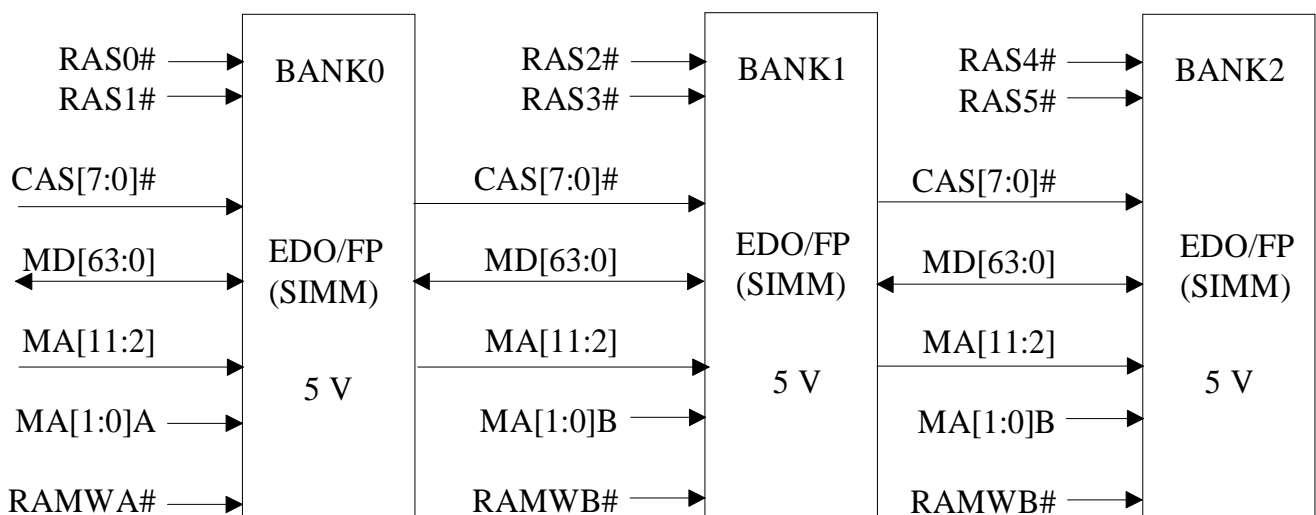 RAS0#
RAS1#
CAS[7:0]#
MD[63:0]
MA[11:2]
MA[1:0]A
RAMWA#
BANK0
EDO/FP
(SIMM)
5 V
RAS2#
RAS3#
CAS[7:0]#
MD[63:0]
MA[11:2]
MA[1:0]B
RAMWB#
BANK1
EDO/FP
(SIMM)
5 V
RAS4#
RAS5#
CAS[7:0]#
MD[63:0]
MA[11:2]
MA[1:0]B
RAMWB#
BANK2
EDO/FP
(SIMM)
5 V